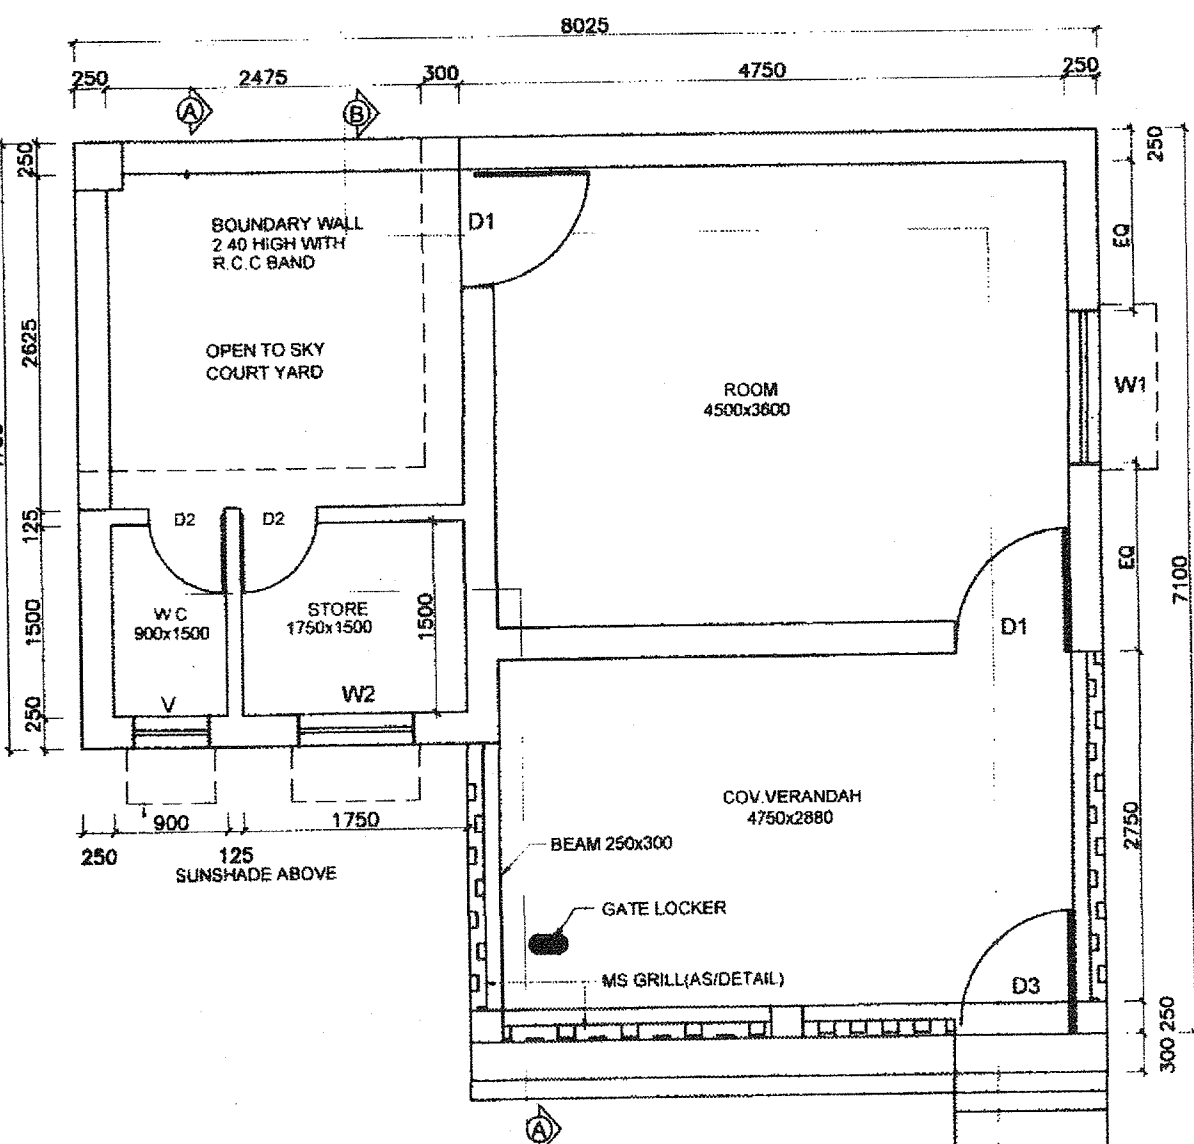 8025
250
2475
300
4750
250
A
B
250
250
BOUNDARY WALL
2 40 HIGH WITH
R.C.C BAND
D1
EQ
2625
OPEN TO SKY
COURT YARD
ROOM
4500x3600
W1
125
D2
D2
EQ
7100
1500
W C
900x1500
STORE
1750x1500
1500
D1
250
V
W2
COV.VERANDAH
4750x2880
2750
900
1750
BEAM 250x300
250
125
SUNSHADE ABOVE
GATE LOCKER
MS GRILL(AS/DETAIL)
D3
250
300
A